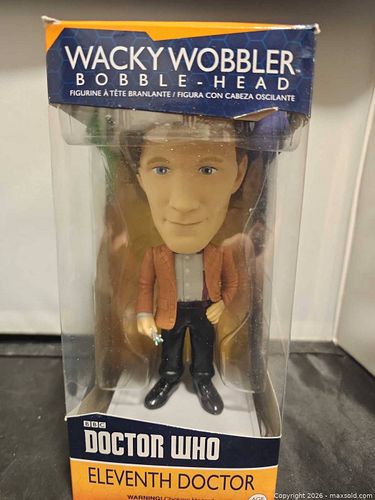 WACKY WOBBLER
BOBBLE-HEAD
FIGURINE À TÊTE BRANLANTE / FIGURA CON CABEZA OSCILANTE
BBC
DOCTOR WHO
ELEVENTH DOCTOR
WARNING!
AGE
Copyright 2026 - maxsold.com